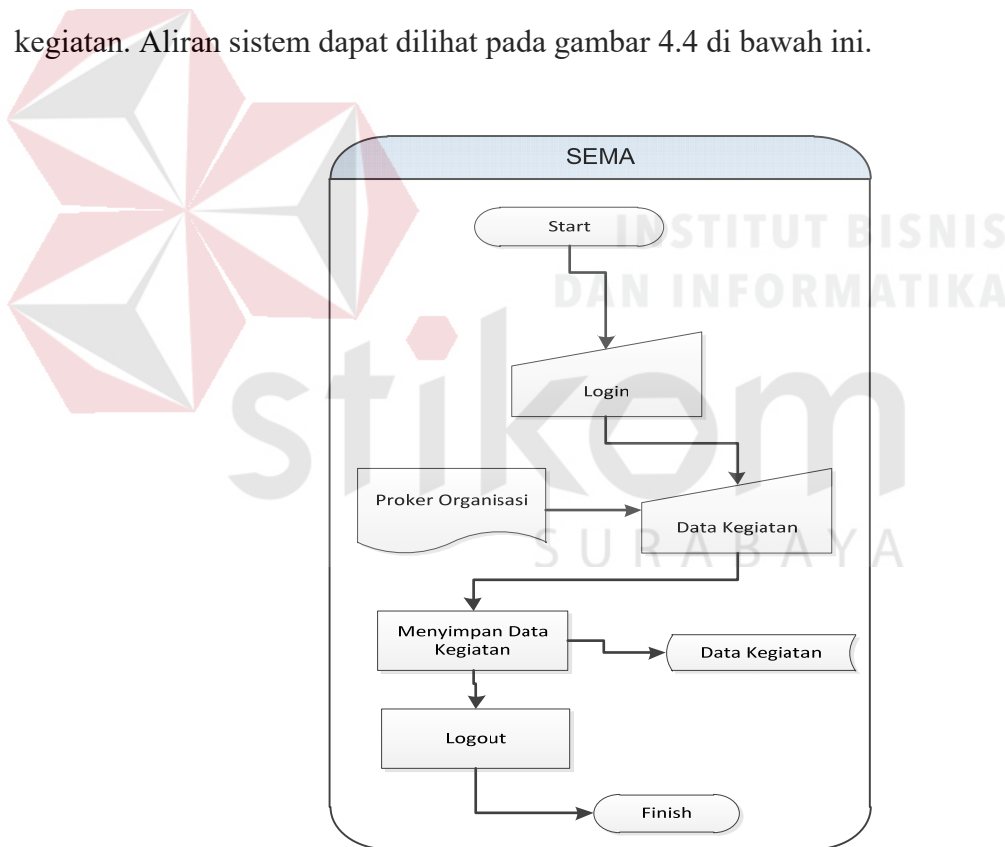 kegiatan. Aliran sistem dapat dilihat pada gambar 4.4 di bawah ini.
SEMA
Start
INSTITUT BISNIS
DAN INFORMATIKA
Login
stikom
Proker Organisasi
Data Kegiatan
SURABAYA
Menyimpan Data
Kegiatan
Data Kegiatan
Logout
Finish